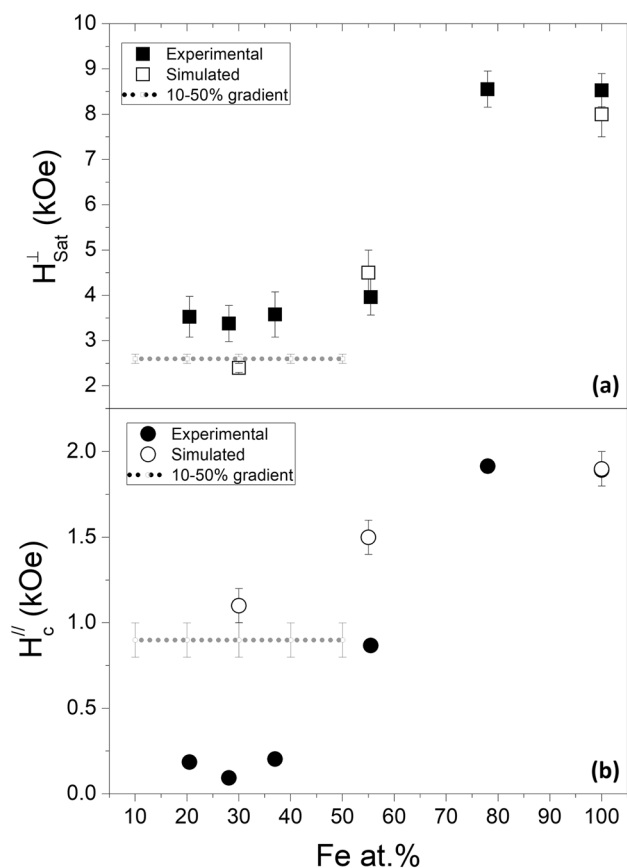 10
9
8
7
6
5
4
3
2
H⊥Sat (kOe)
Experimental
Simulated
10-50% gradient
(a)
2.0
1.5
1.0
0.5
0.0
H//c (kOe)
Experimental
Simulated
10-50% gradient
(b)
10 20 30 40 50 60 70 80 90 100
Fe at.%